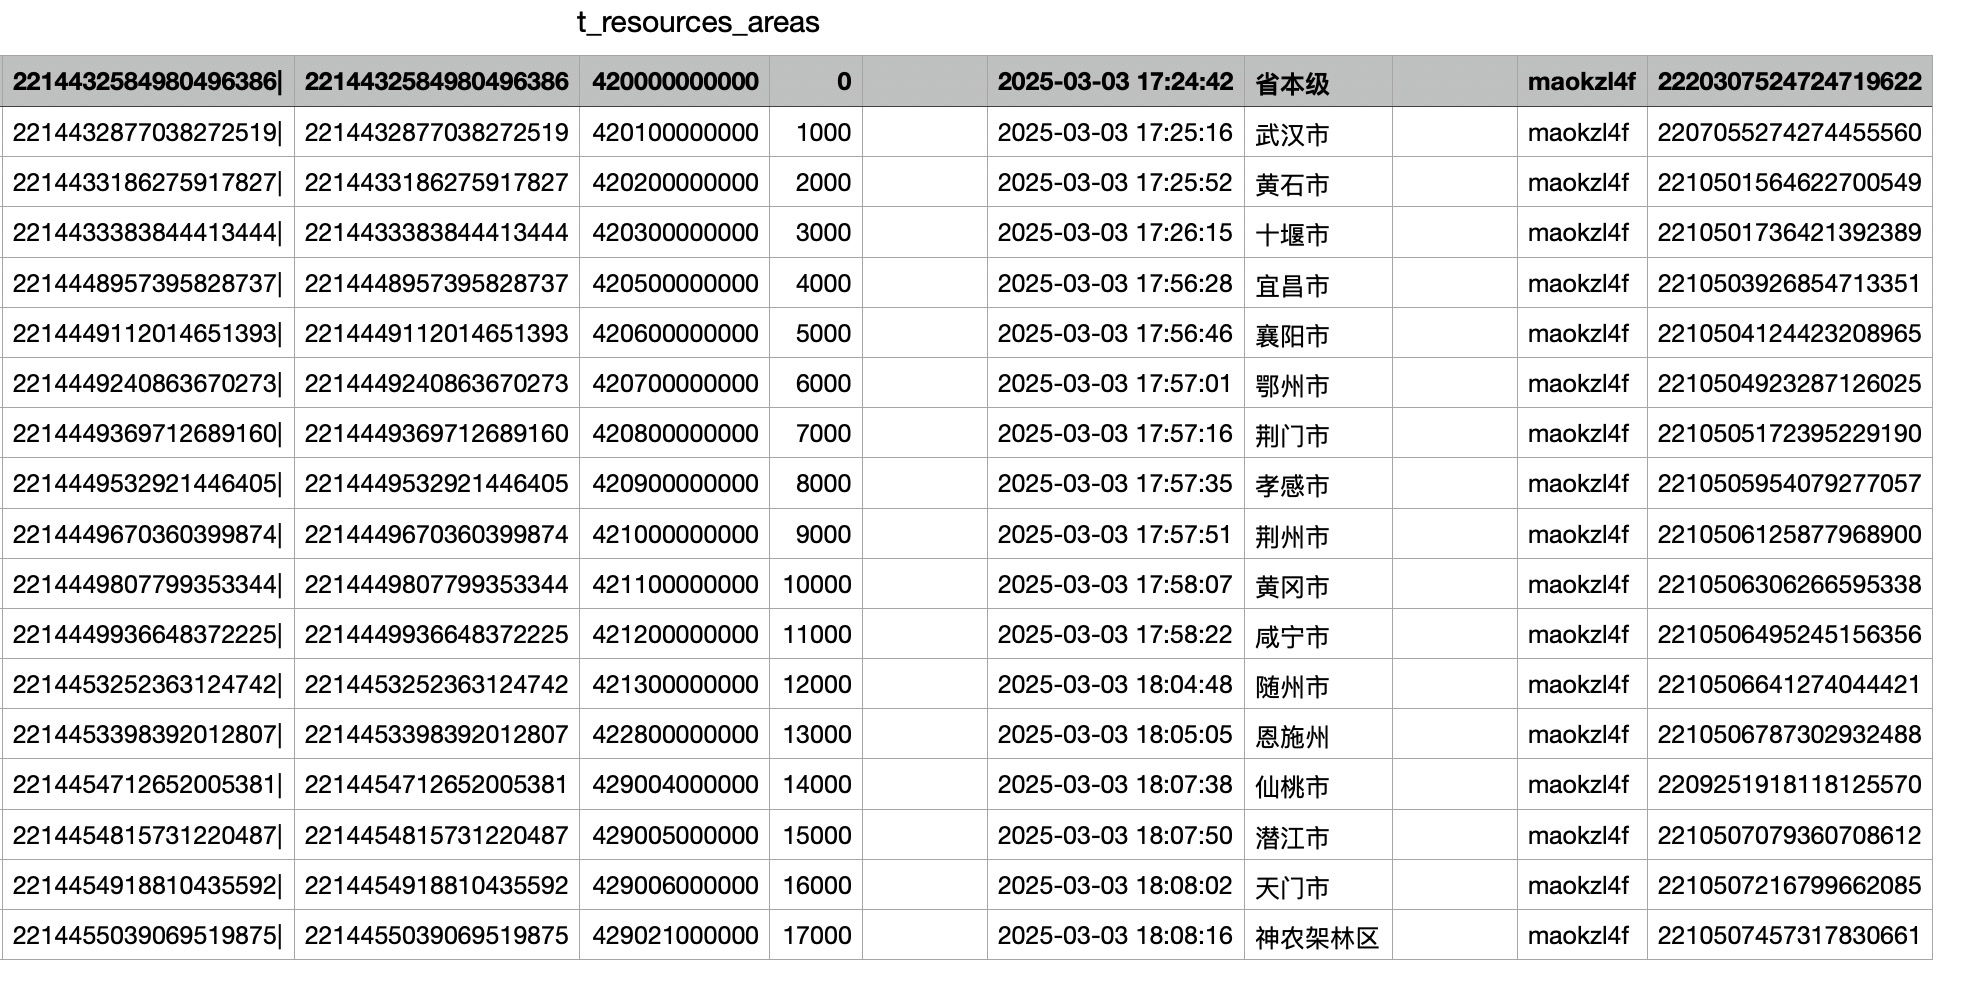 t_resources_areas
2214432584980496386| 2214432584980496386 420000000000 0 2025-03-03 17:24:42 省本级 maokzl4f 2220307524724719622
2214432877038272519| 2214432877038272519 420100000000 1000 2025-03-03 17:25:16 武汉市 maokzl4f 2207055274274455560
2214433186275917827| 2214433186275917827 420200000000 2000 2025-03-03 17:25:52 黄石市 maokzl4f 2210501564622700549
2214433383844413444| 2214433383844413444 420300000000 3000 2025-03-03 17:26:15 十堰市 maokzl4f 2210501736421392389
2214448957395828737| 2214448957395828737 420500000000 4000 2025-03-03 17:56:28 宜昌市 maokzl4f 2210503926854713351
2214449112014651393| 2214449112014651393 420600000000 5000 2025-03-03 17:56:46 襄阳市 maokzl4f 2210504124423208965
2214449240863670273| 2214449240863670273 420700000000 6000 2025-03-03 17:57:01 鄂州市 maokzl4f 2210504923287126025
2214449369712689160| 2214449369712689160 420800000000 7000 2025-03-03 17:57:16 荆门市 maokzl4f 2210505172395229190
2214449532921446405| 2214449532921446405 420900000000 8000 2025-03-03 17:57:35 孝感市 maokzl4f 2210505954079277057
2214449670360399874| 2214449670360399874 421000000000 9000 2025-03-03 17:57:51 荆州市 maokzl4f 2210506125877968900
2214449807799353344| 2214449807799353344 421100000000 10000 2025-03-03 17:58:07 黄冈市 maokzl4f 2210506306266595338
2214449936648372225| 2214449936648372225 421200000000 11000 2025-03-03 17:58:22 咸宁市 maokzl4f 2210506495245156356
2214453252363124742| 2214453252363124742 421300000000 12000 2025-03-03 18:04:48 随州市 maokzl4f 2210506641274044421
2214453398392012807| 2214453398392012807 422800000000 13000 2025-03-03 18:05:05 恩施州 maokzl4f 2210506787302932488
2214454712652005381| 2214454712652005381 429004000000 14000 2025-03-03 18:07:38 仙桃市 maokzl4f 2209251918118125570
2214454815731220487| 2214454815731220487 429005000000 15000 2025-03-03 18:07:50 潜江市 maokzl4f 2210507079360708612
2214454918810435592| 2214454918810435592 429006000000 16000 2025-03-03 18:08:02 天门市 maokzl4f 2210507216799662085
2214455039069519875| 2214455039069519875 429021000000 17000 2025-03-03 18:08:16 神农架林区 maokzl4f 2210507457317830661